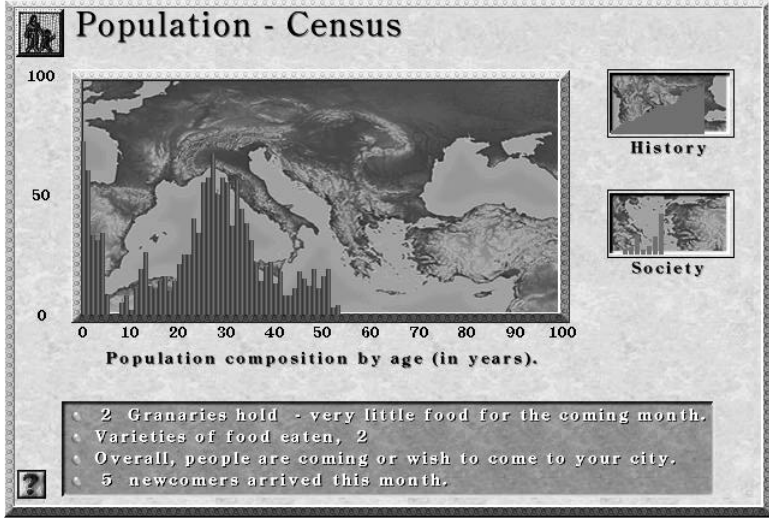 Population - Census
100
50
0
0 10 20 30 40 50 60 70 80 90 100
Population composition by age (in years).
History
Society
2 Granaries hold - very little food for the coming month.
Varieties of food eaten, 2
Overall, people are coming or wish to come to your city.
5 newcomers arrived this month.
?